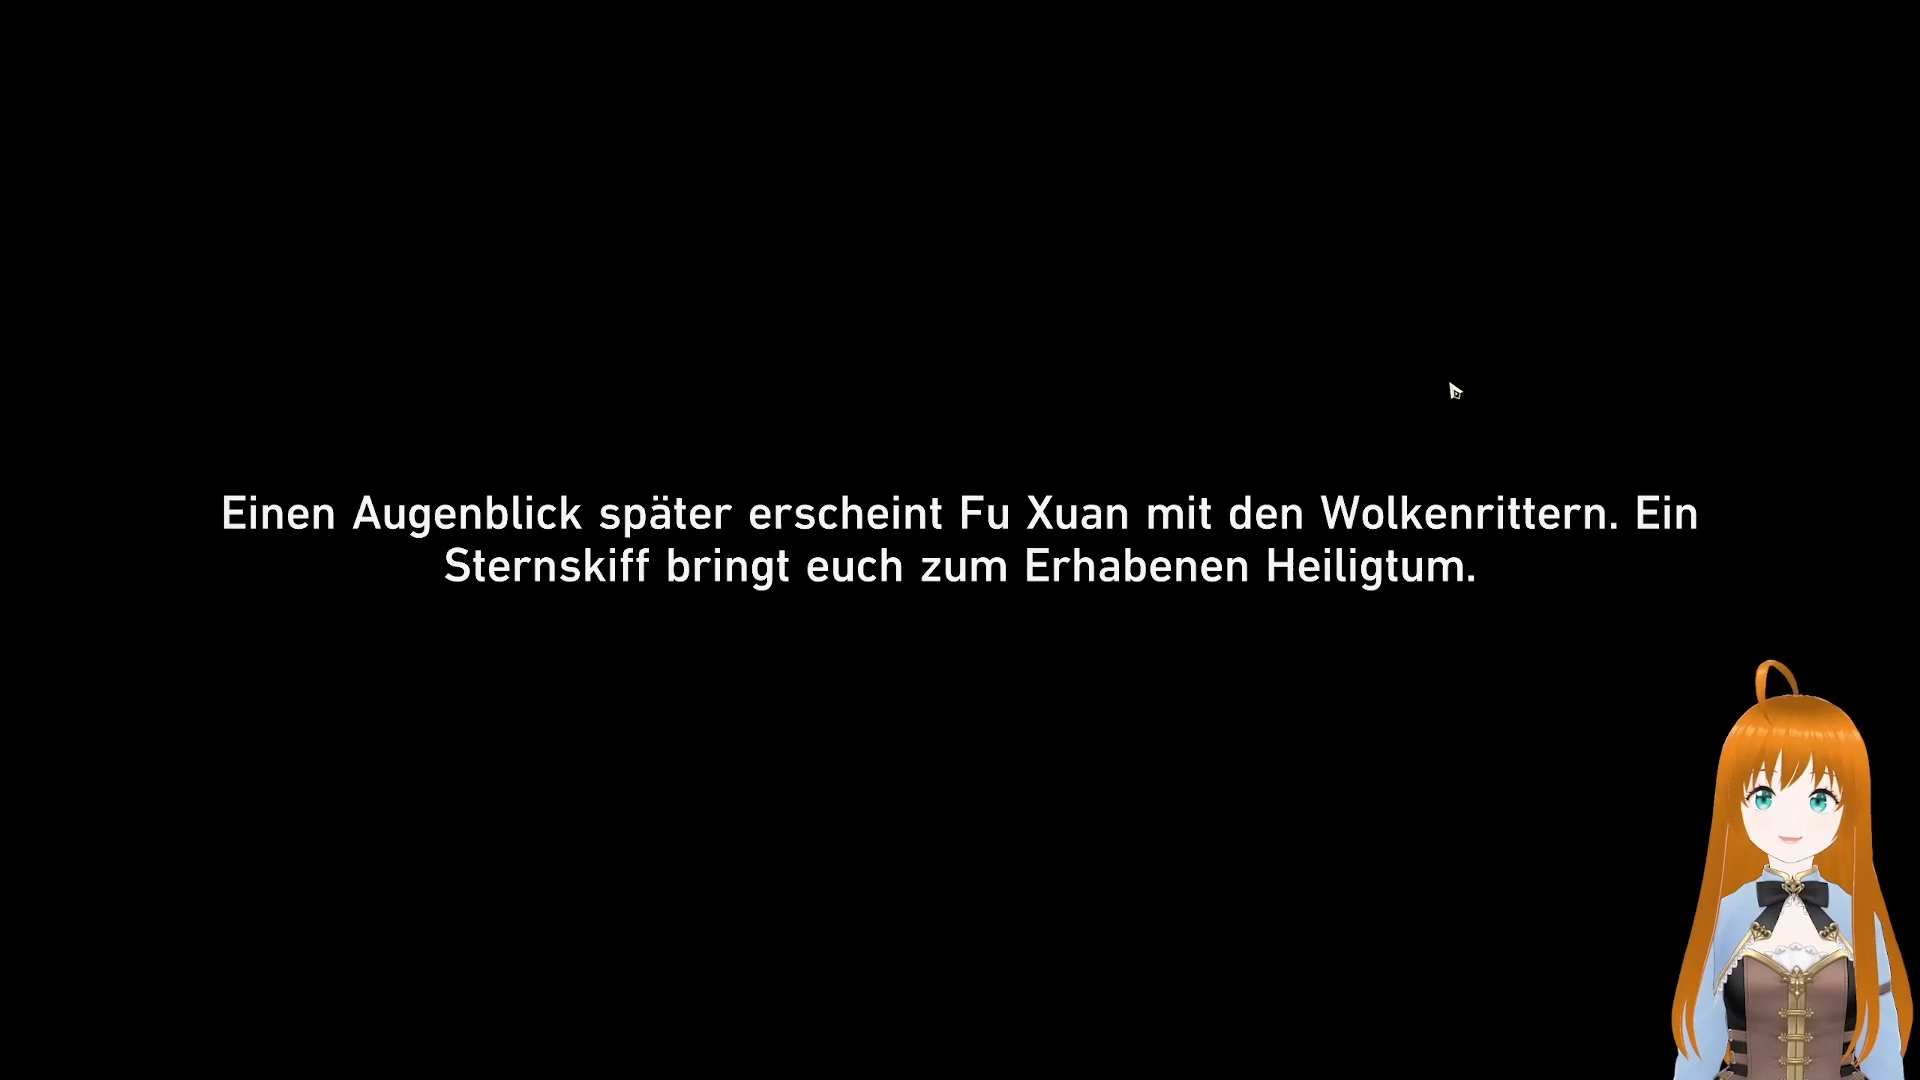 Einen Augenblick später erscheint Fu Xuan mit den Wolkenrittern. Ein
Sternskiff bringt euch zum Erhabenen Heiligtum.